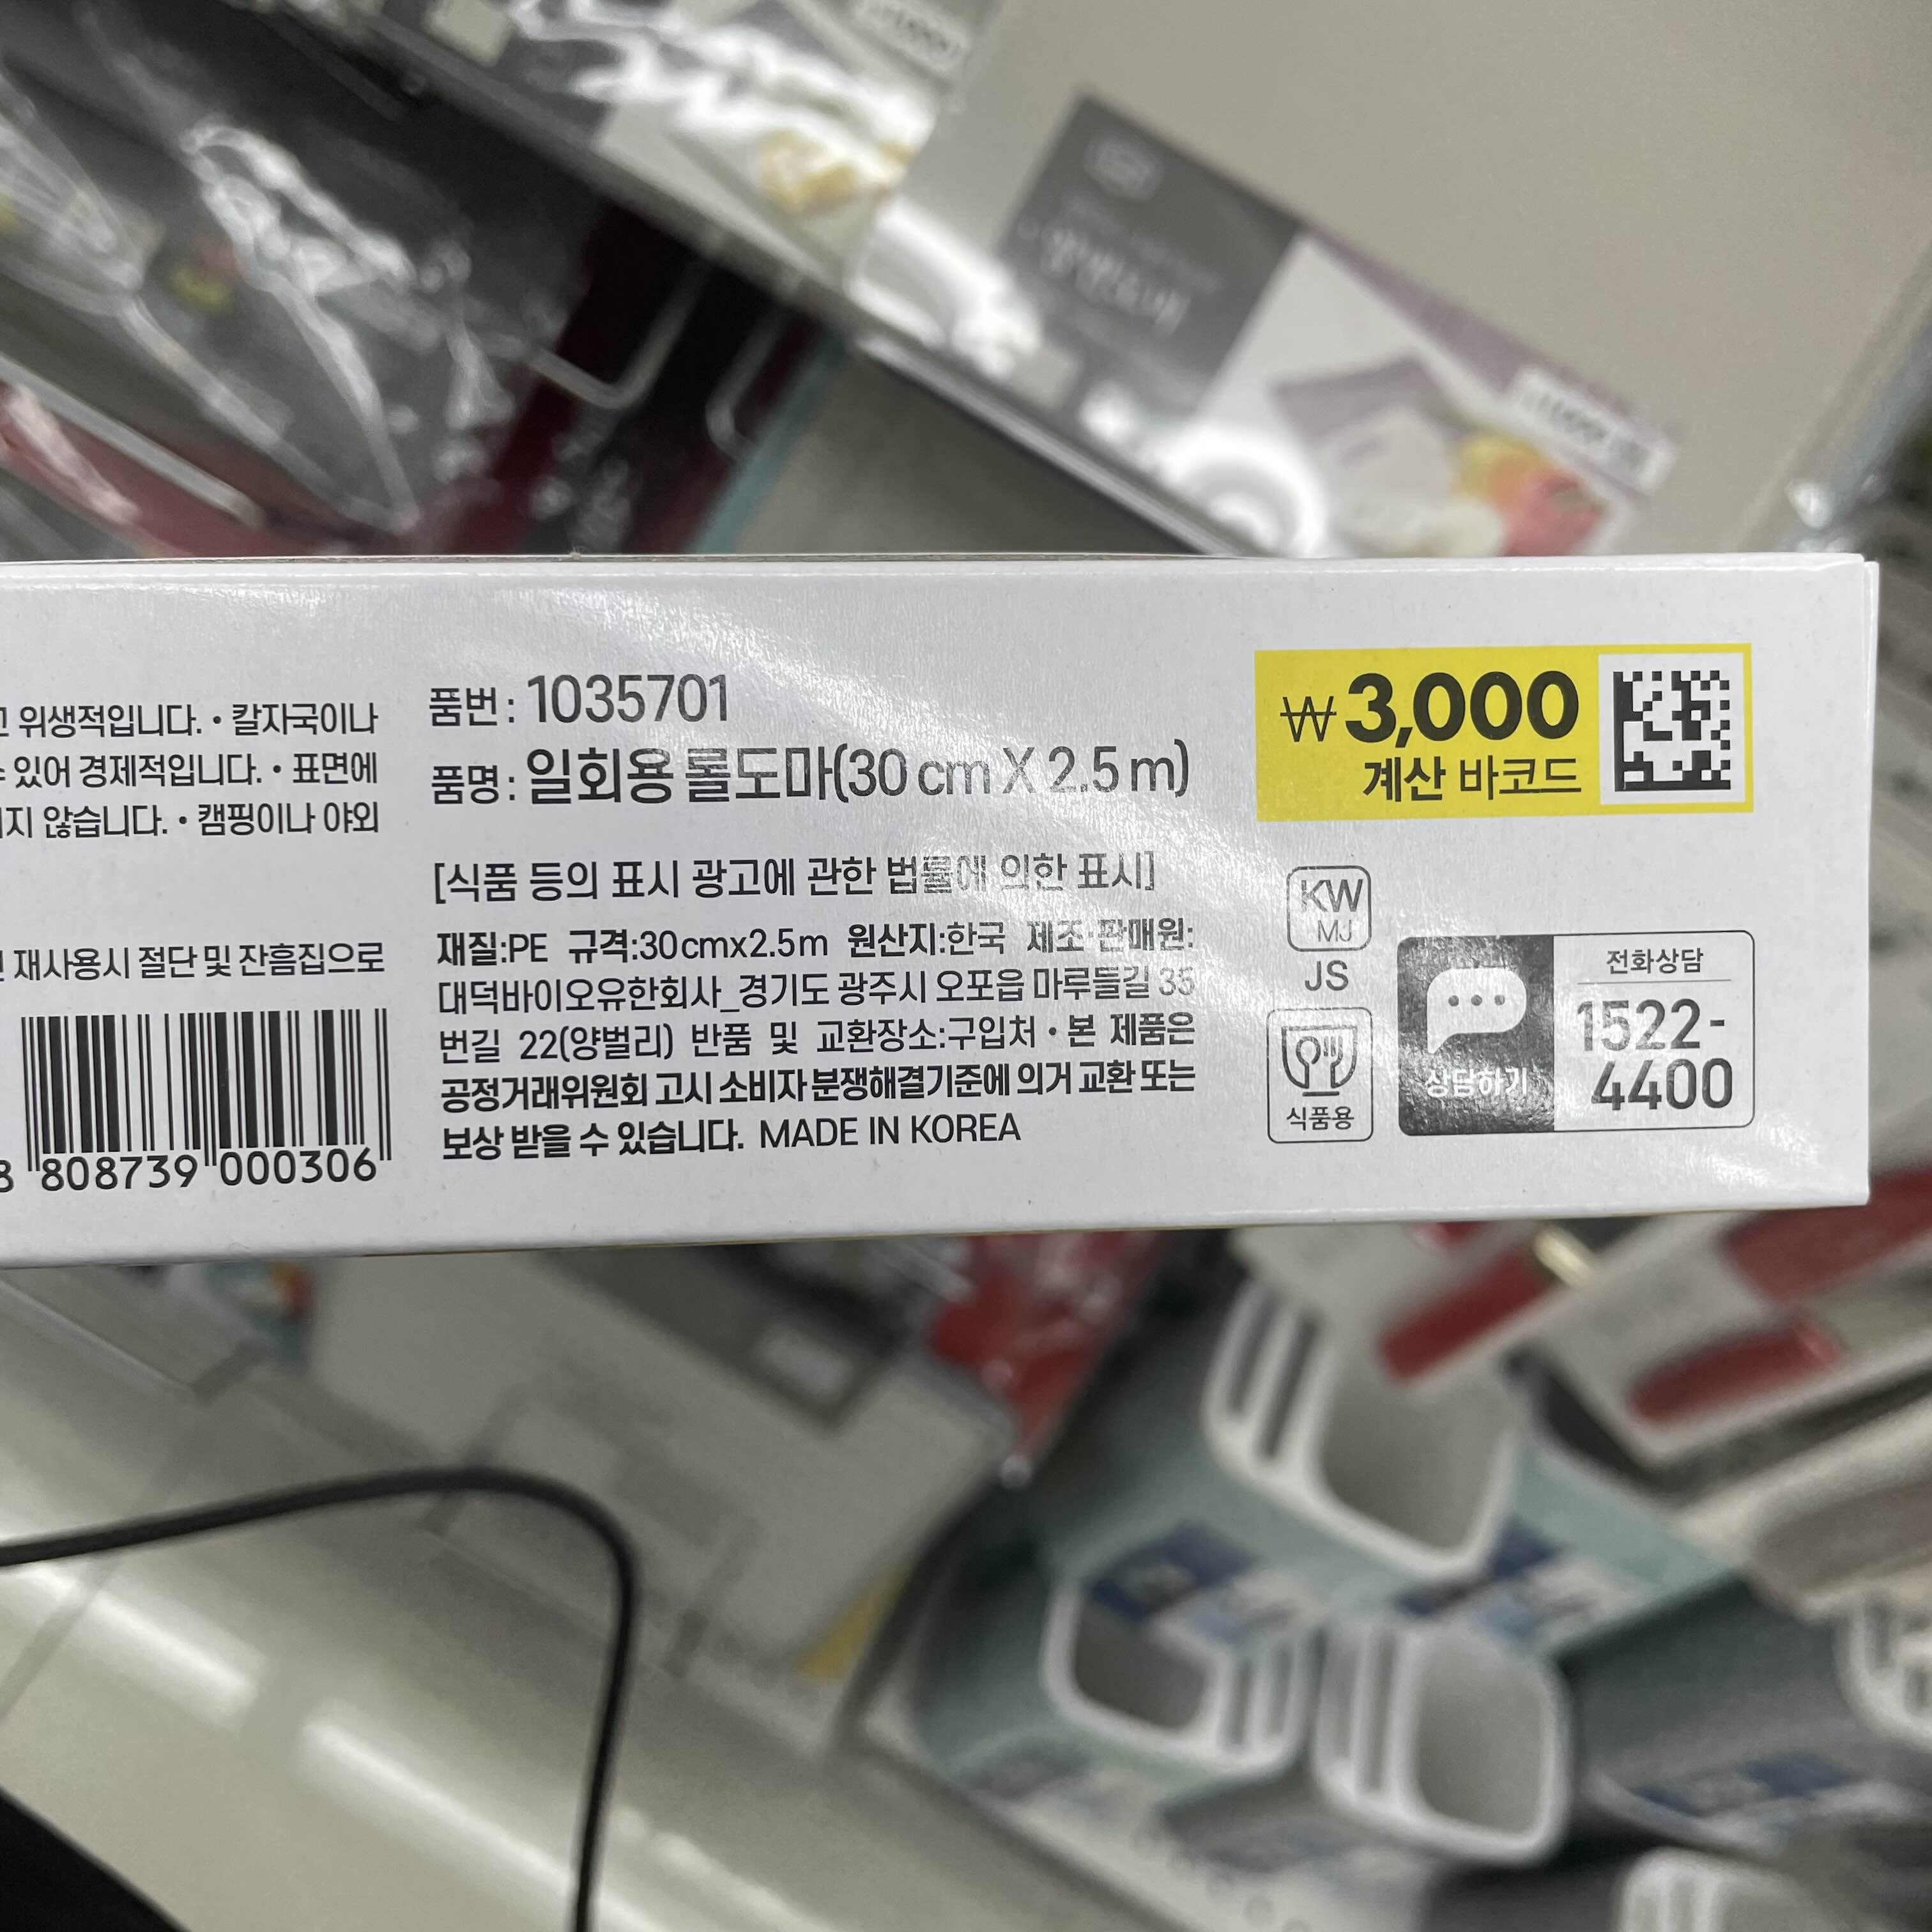 위생적입니다. • 칼자국이나
있어 경제적입니다. • 표면에
지 않습니다. • 캠핑이나 야외
재사용시 절단 및 잔흠집으로
8 808739 000306
품번 : 1035701
품명 : 일회용 롤도마(30 cm X 2.5 m)
[식품 등의 표시 광고에 관한 법률에 의한 표시]
재질:PE 규격:30cmx2.5m 원산지:한국 제조·판매원:
대덕바이오유한회사_경기도 광주시 오포읍 마루들길 35
번길 22(양벌리) 반품 및 교환장소:구입처 • 본 제품은
공정거래위원회 고시 소비자 분쟁해결기준에 의거 교환 또는
보상 받을 수 있습니다. MADE IN KOREA
₩3,000
계산 바코드
KW
MJ
JS
식품용
상담하기
전화상담
1522-
4400